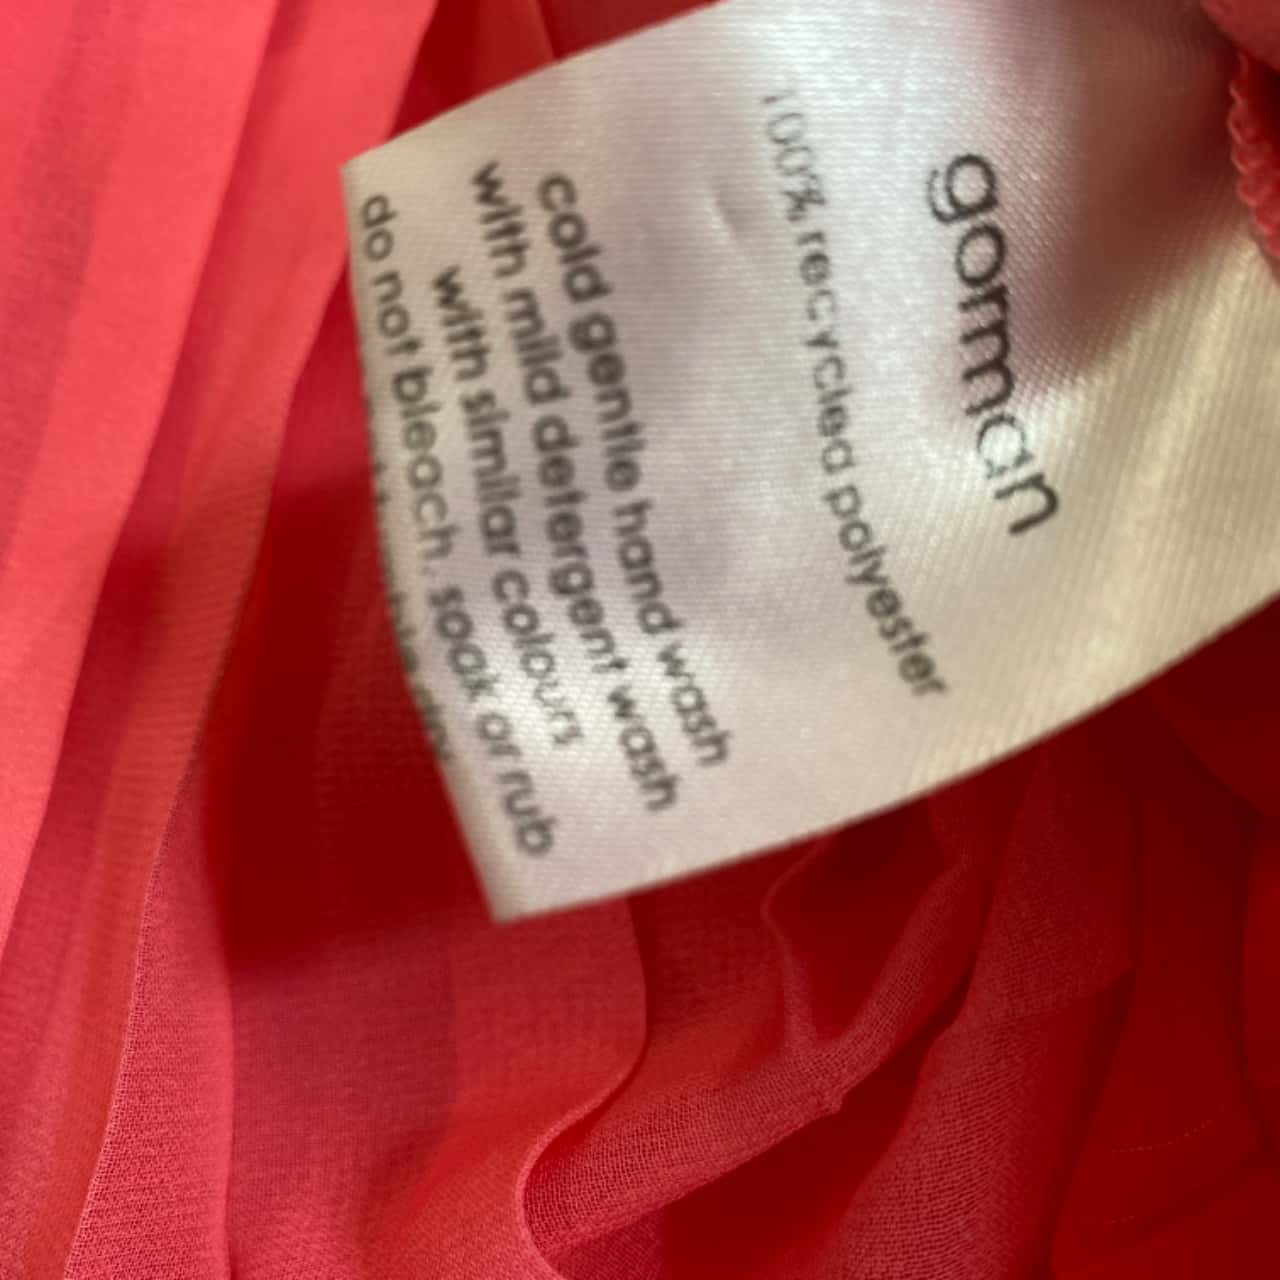 gorman
100% recycled polyester
cold gentle hand wash
with mild detergent wash
with similar colours
do not bleach, soak or rub